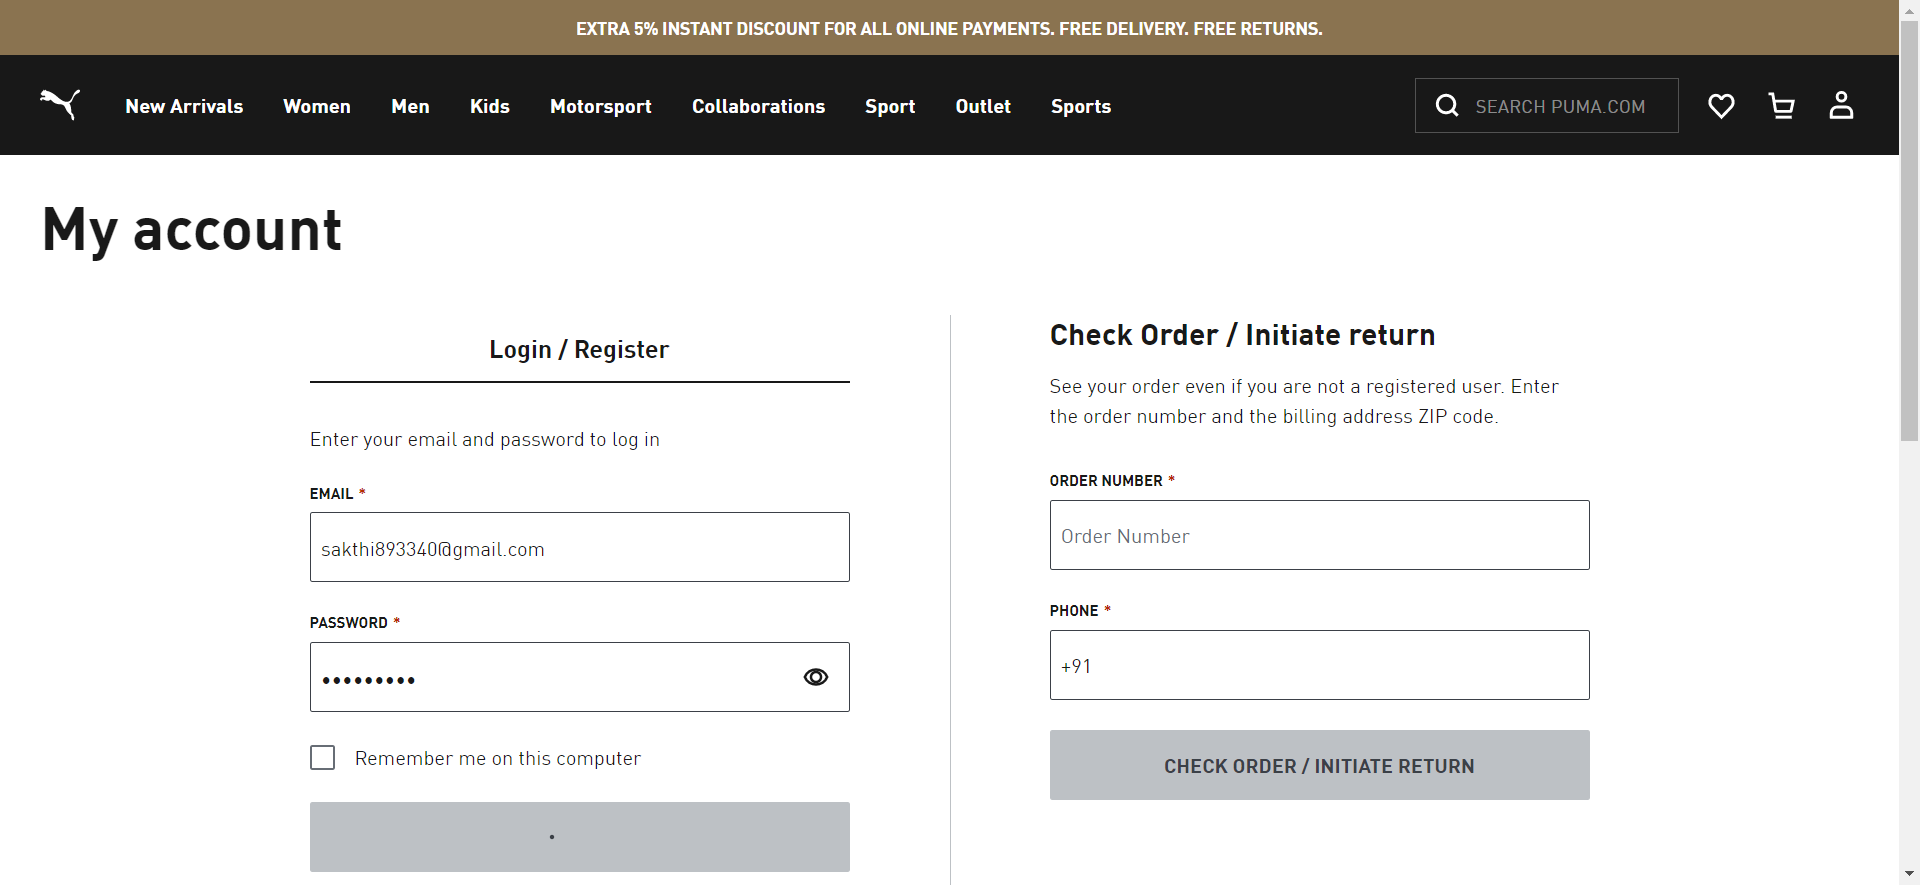 EXTRA 5% INSTANT DISCOUNT FOR ALL ONLINE PAYMENTS. FREE DELIVERY. FREE RETURNS.
New Arrivals Women Men Kids Motorsport Collaborations Sport Outlet Sports SEARCH PUMA.COM
My account
Login / Register
Enter your email and password to log in
EMAIL *
sakthi893340@gmail.com
PASSWORD *
•••••••••
Remember me on this computer
Check Order / Initiate return
See your order even if you are not a registered user. Enter
the order number and the billing address ZIP code.
ORDER NUMBER *
Order Number
PHONE *
+91
CHECK ORDER / INITIATE RETURN